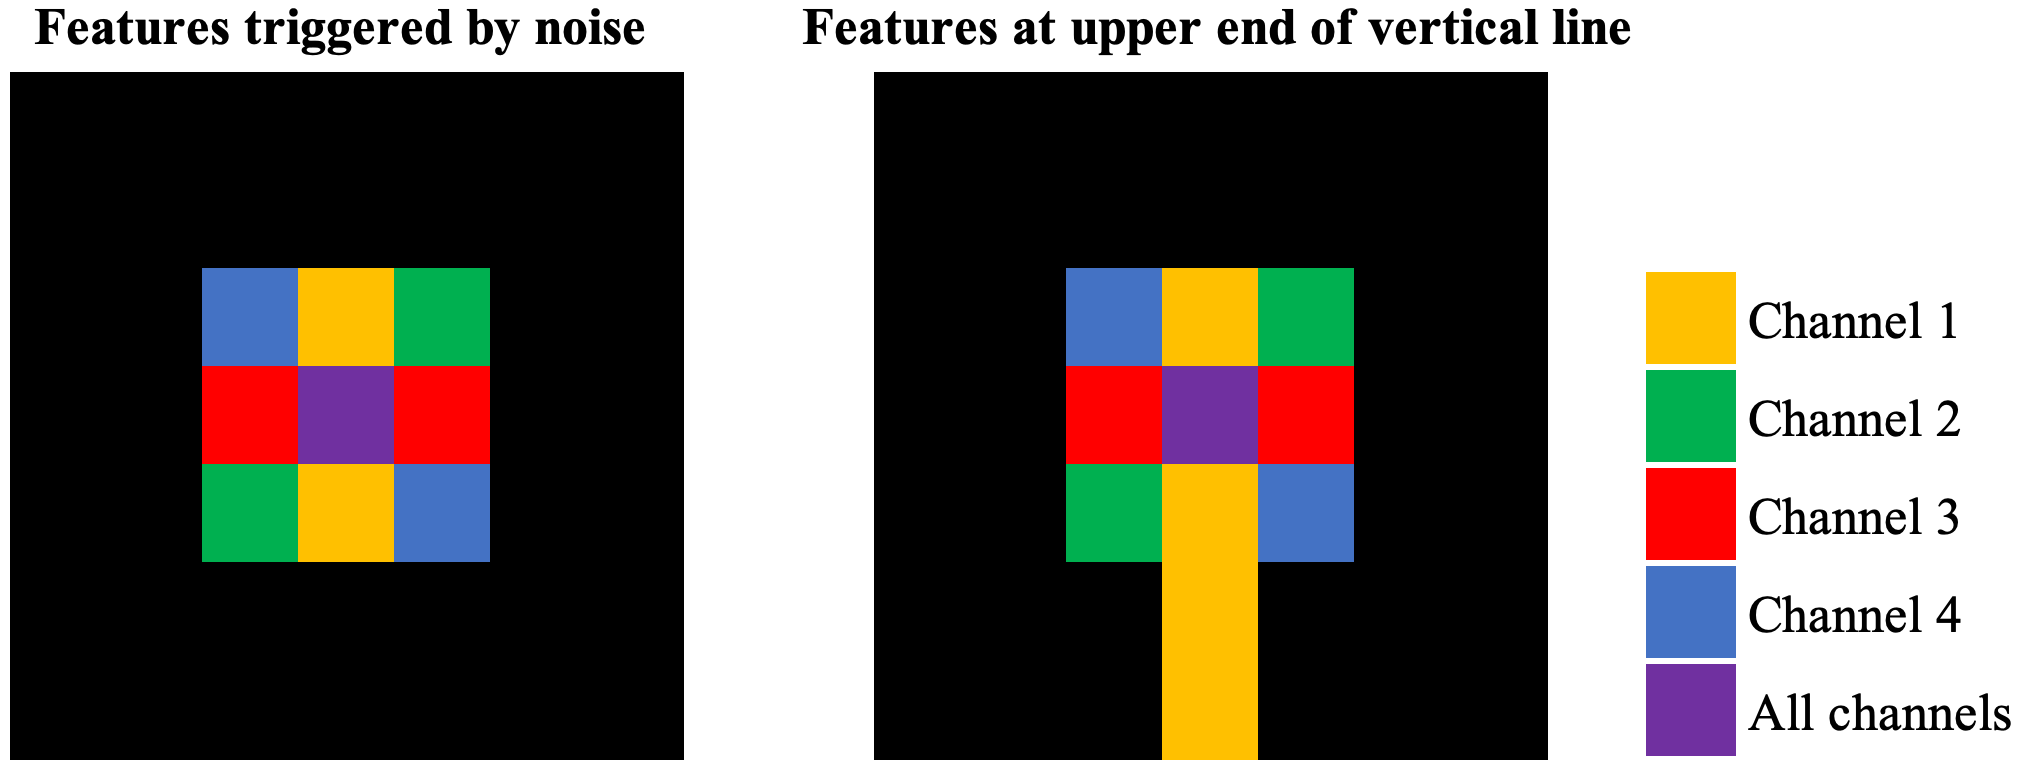 Features triggered by noise
Features at upper end of vertical line
Channel 1
Channel 2
Channel 3
Channel 4
All channels